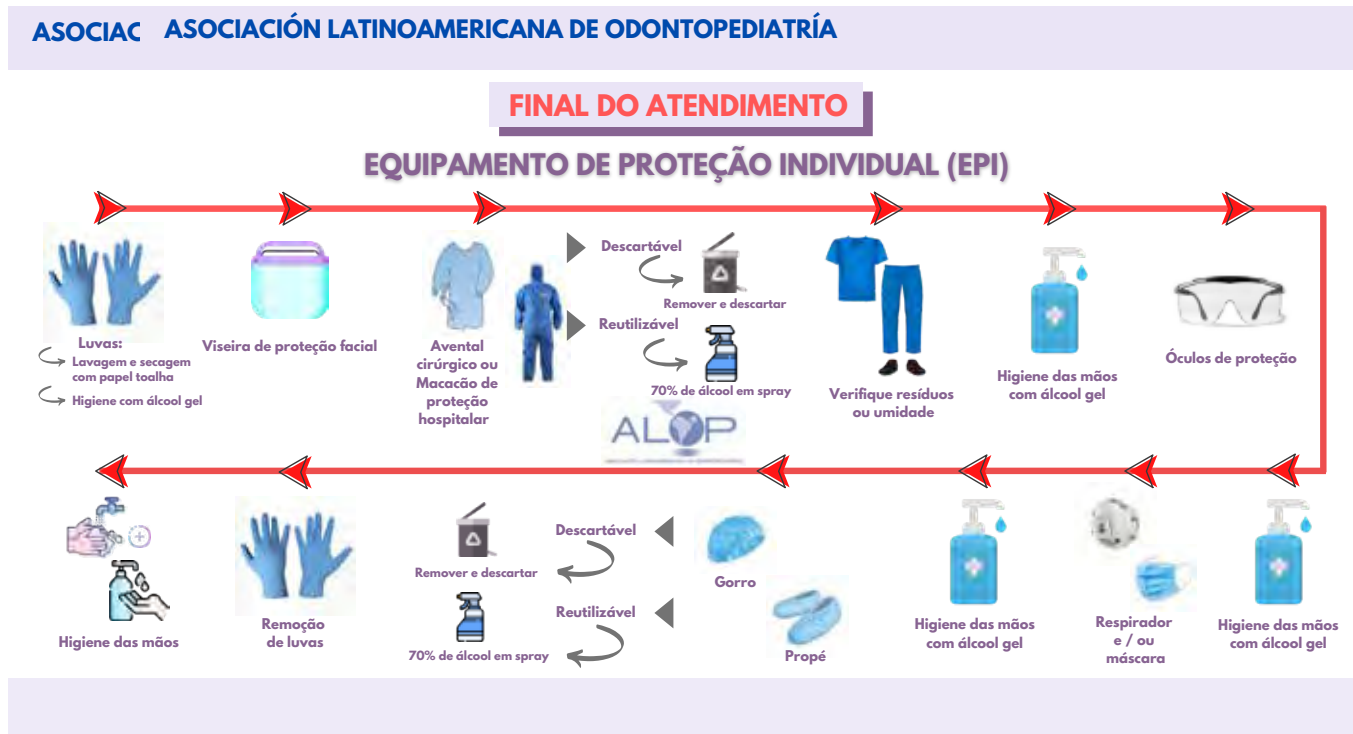 ASOCIAC ASOCIACIÓN LATINOAMERICANA DE ODONTOPEDIATRÍA
FINAL DO ATENDIMENTO
EQUIPAMENTO DE PROTEÇÃO INDIVIDUAL (EPI)
Luvas:
Lavagem e secagem
com papel toalha
Higiene com álcool gel
Viseira de proteção facial
Avental
cirúrgico ou
Macacão de
proteção
hospitalar
Descartável
Remover e descartar
Reutilizável
70% de álcool em spray
Verifique resíduos
ou umidade
Higiene das mãos
com álcool gel
Óculos de proteção
ALOP
Higiene das mãos
com álcool gel
Respirador
e / ou
máscara
Higiene das mãos
com álcool gel
Gorro
Propé
Descartável
Remover e descartar
Reutilizável
70% de álcool em spray
Remoção
de luvas
Higiene das mãos